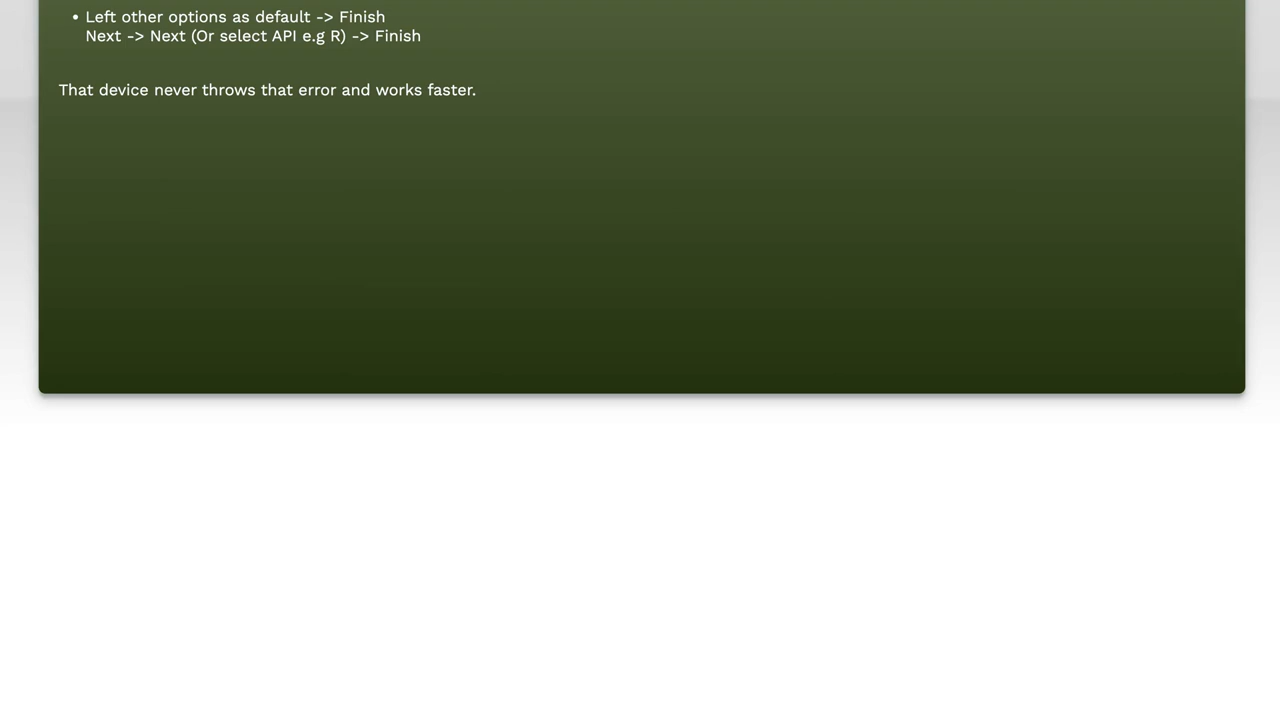 • Left other options as default -> Finish
Next -> Next (Or select API e.g R) -> Finish
That device never throws that error and works faster.